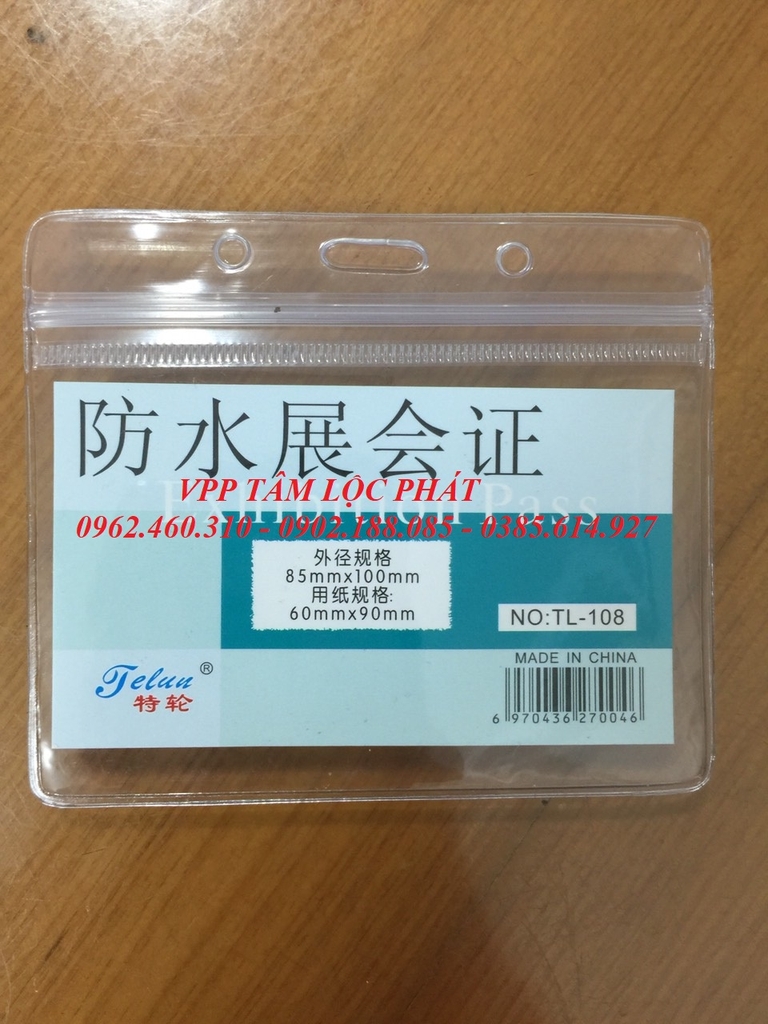 防水展会证
Exhibition Pass
VPP TÂM LỘC PHÁT
0962.460.310 - 0902.188.085 - 0385.614.927
外径规格
85mmx100mm
用纸规格:
60mmx90mm
NO:TL-108
MADE IN CHINA
Telun®
特轮
6 970436 270046